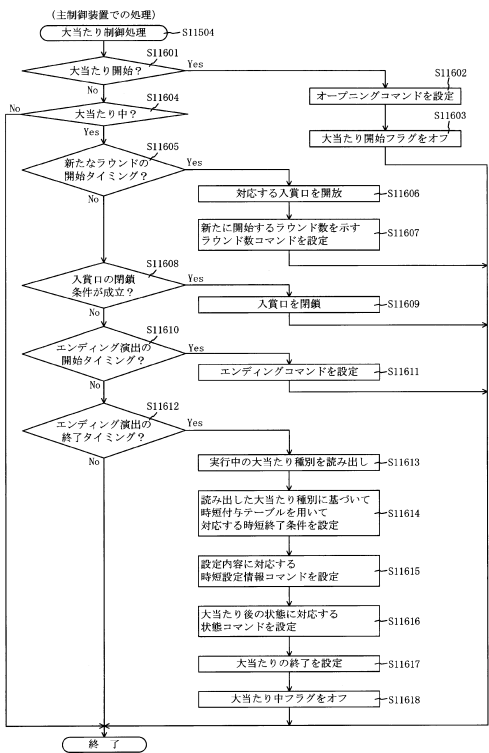 (主制御装置での処理)
大当たり制御処理
S11504
S11601
大当たり開始?
Yes
No
S11602
オープニングコマンドを設定
S11603
大当たり開始フラグをオフ
S11604
大当たり中?
No
Yes
S11605
新たなラウンドの
開始タイミング?
Yes
No
対応する入賞口を開放
S11606
新たに開始するラウンド数を示す
ラウンド数コマンドを設定
S11607
S11608
入賞口の閉鎖
条件が成立?
Yes
No
入賞口を閉鎖
S11609
S11610
エンディング演出の
開始タイミング?
Yes
No
エンディングコマンドを設定
S11611
S11612
エンディング演出の
終了タイミング?
Yes
No
実行中の大当たり種別を読み出し
S11613
読み出した大当たり種別に基づいて
時短付与テーブルを用いて
対応する時短終了条件を設定
S11614
設定内容に対応する
時短設定情報コマンドを設定
S11615
大当たり後の状態に対応する
状態コマンドを設定
S11616
大当たりの終了を設定
S11617
大当たり中フラグをオフ
S11618
終 了